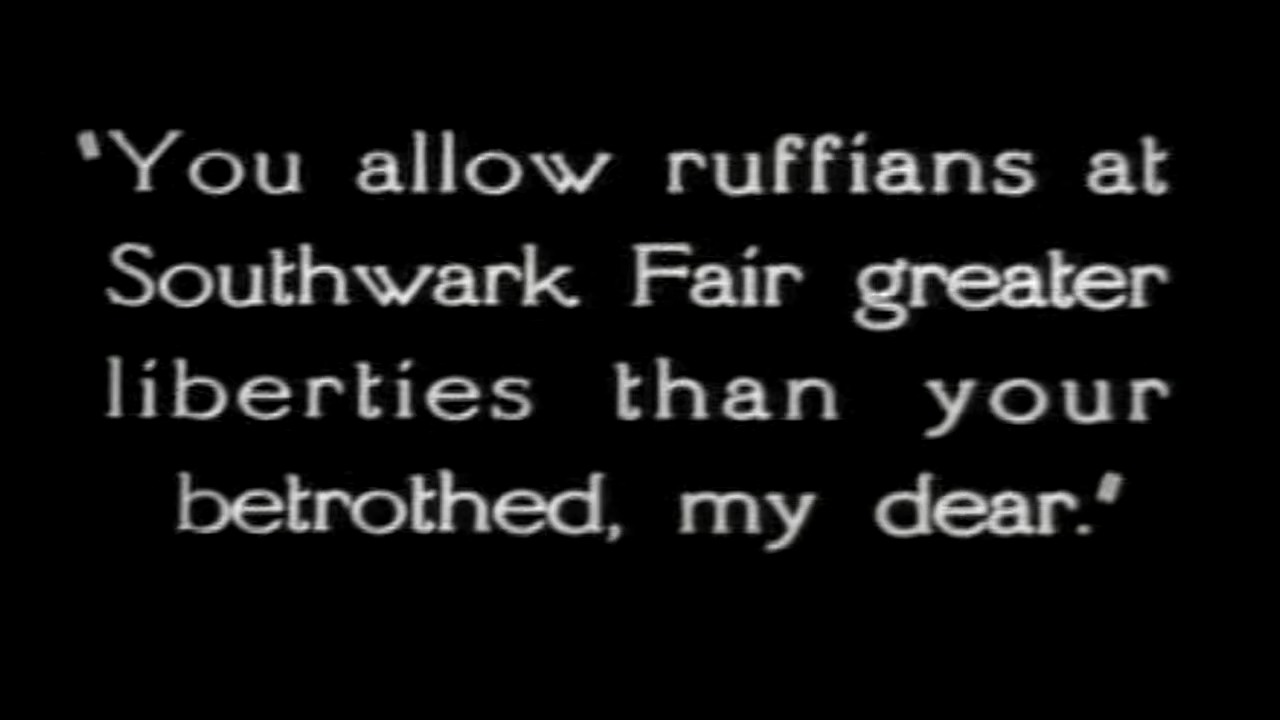 "You allow ruffians at
Southwark Fair greater
liberties than your
betrothed, my dear."